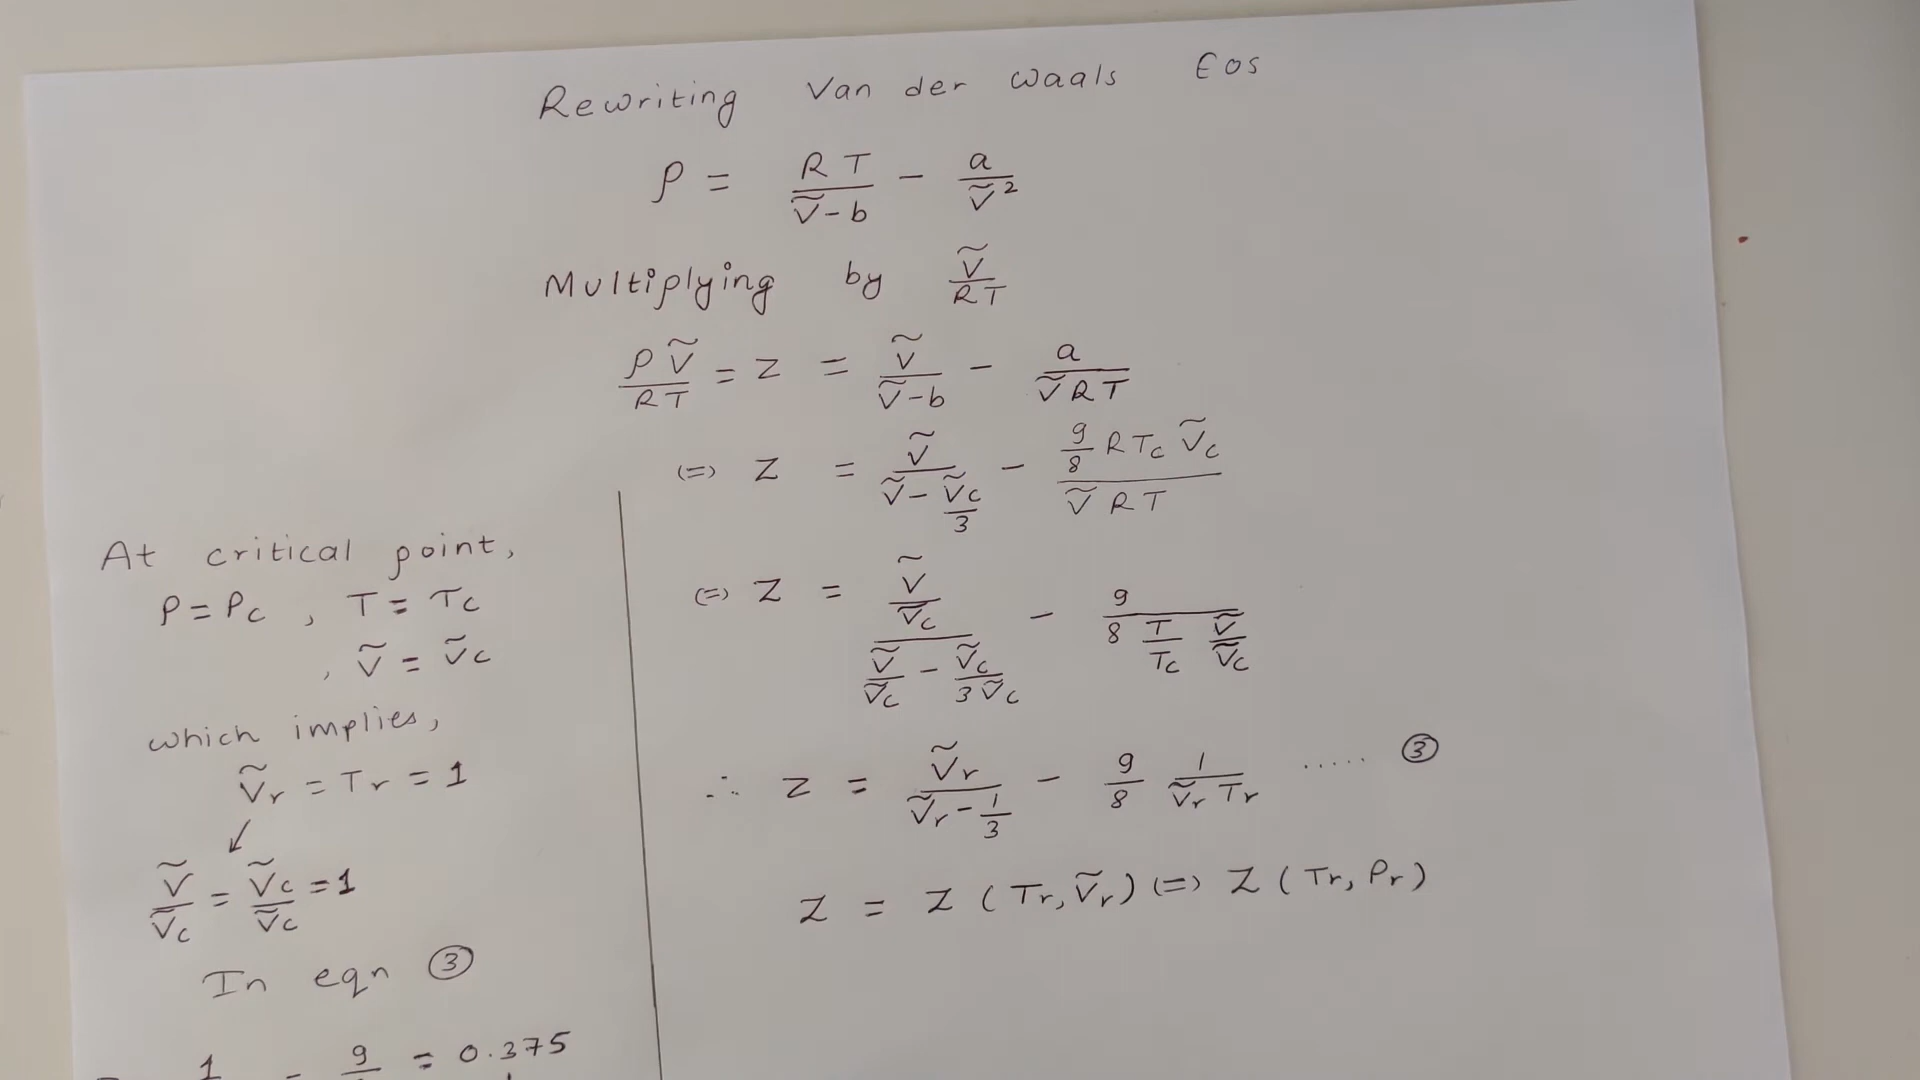 Rewriting Van der Waals Eos
P = RT/(Ṽ-b) - a/Ṽ²
Multiplying by Ṽ/RT
PṼ/RT = Z = Ṽ/(Ṽ-b) - a/(ṼRT)
(=) Z = Ṽ/(Ṽ - Ṽc/3) - (9/8 RTc Ṽc)/(Ṽ R T)
(=) Z = (Ṽ/Ṽc)/(Ṽ/Ṽc - Ṽc/3Ṽc) - 9/(8 T/Tc Ṽ/Ṽc)
∴ Z = Ṽr/(Ṽr - 1/3) - 9/8 1/(Ṽr Tr) ..... ③
Z = Z (Tr, Ṽr) (=) Z (Tr, Pr)
At critical point,
P = Pc , T = Tc
, Ṽ = Ṽc
which implies,
Ṽr = Tr = 1
↙
Ṽ/Ṽc = Ṽc/Ṽc = 1
In eqn ③
1 - 9 = 0.375